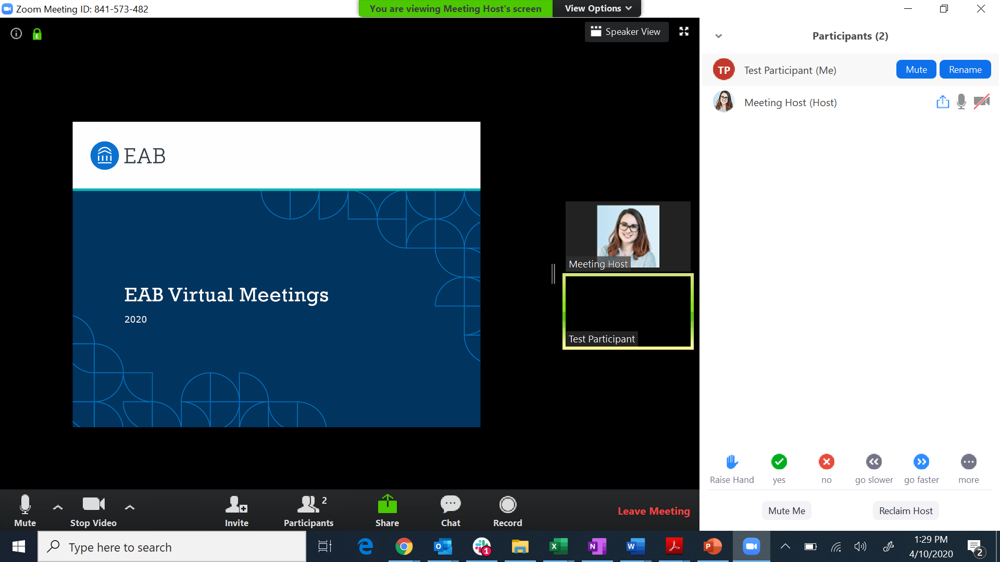 Zoom Meeting ID: 841-573-482
You are viewing Meeting Host's screen
View Options
Speaker View
Participants (2)
TP
Test Participant (Me)
Mute
Rename
Meeting Host (Host)
E
EAB
EAB Virtual Meetings
2020
Meeting Host
Test Participant
Raise Hand
yes
no
go slower
go faster
more
Mute Me
Reclaim Host
Mute
Stop Video
Invite
2
Participants
Share
Chat
Record
Leave Meeting
Type here to search
1
1:29 PM
4/10/2020
2